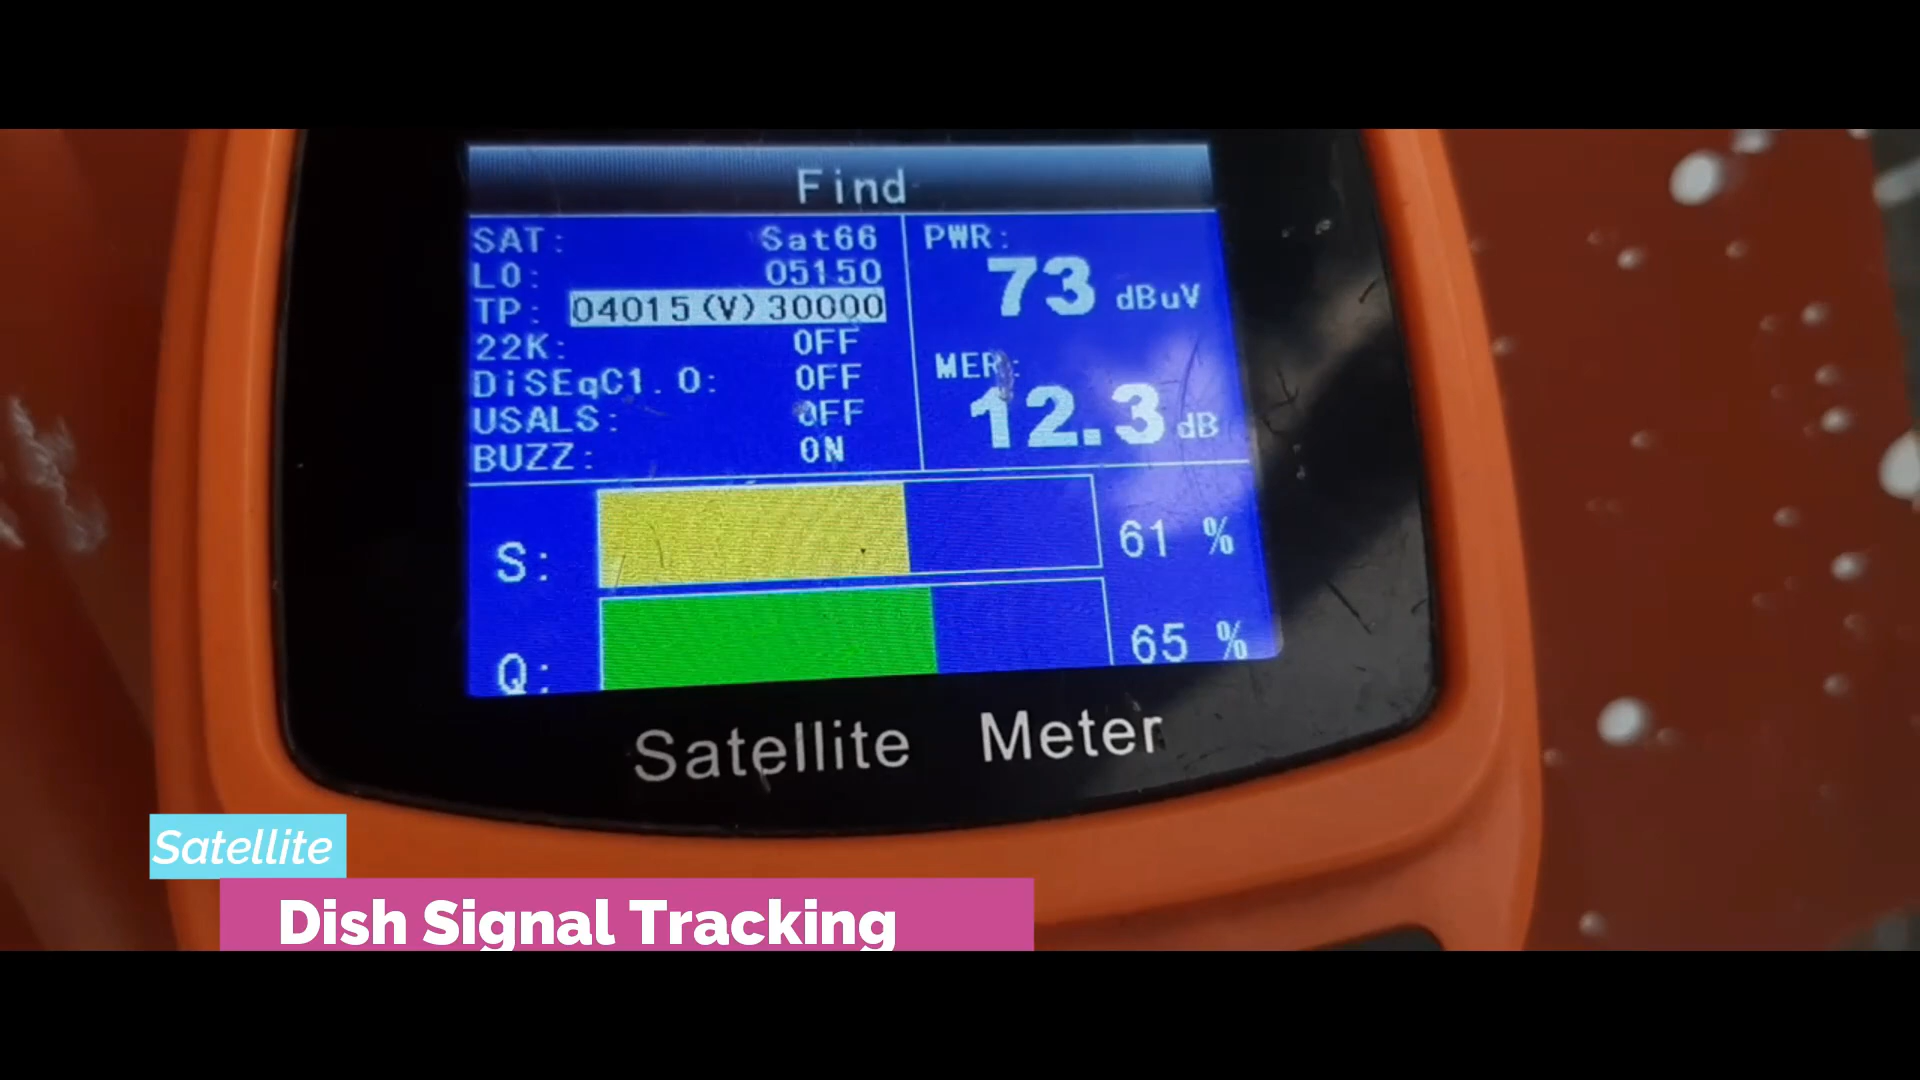 Find
SAT: Sat66
LO: 05150
TP: 04015(V)30000
22K: OFF
DiSEqC1.0: OFF
USALS: OFF
BUZZ: ON
PWR:
73 dBuV
MER:
12.3 dB
S: 61 %
Q: 65 %
Satellite Meter
Satellite
Dish Signal Tracking